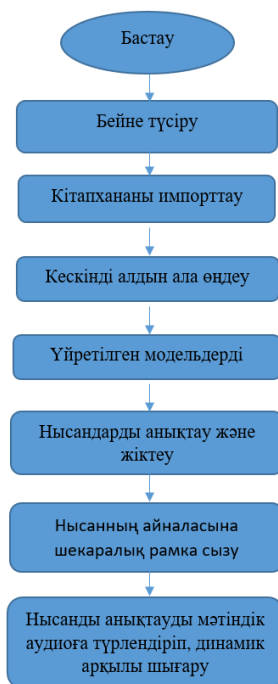 Бастау
Бейне түсіру
Кітапхананы импорттау
Кескінді алдын ала өңдеу
Үйретілген модельдерді
Нысандарды анықтау және
жіктеу
Нысанның айналасына
шекаралық рамка сызу
Нысанды анықтауды мәтіндік
аудиоға түрлендіріп, динамик
арқылы шығару